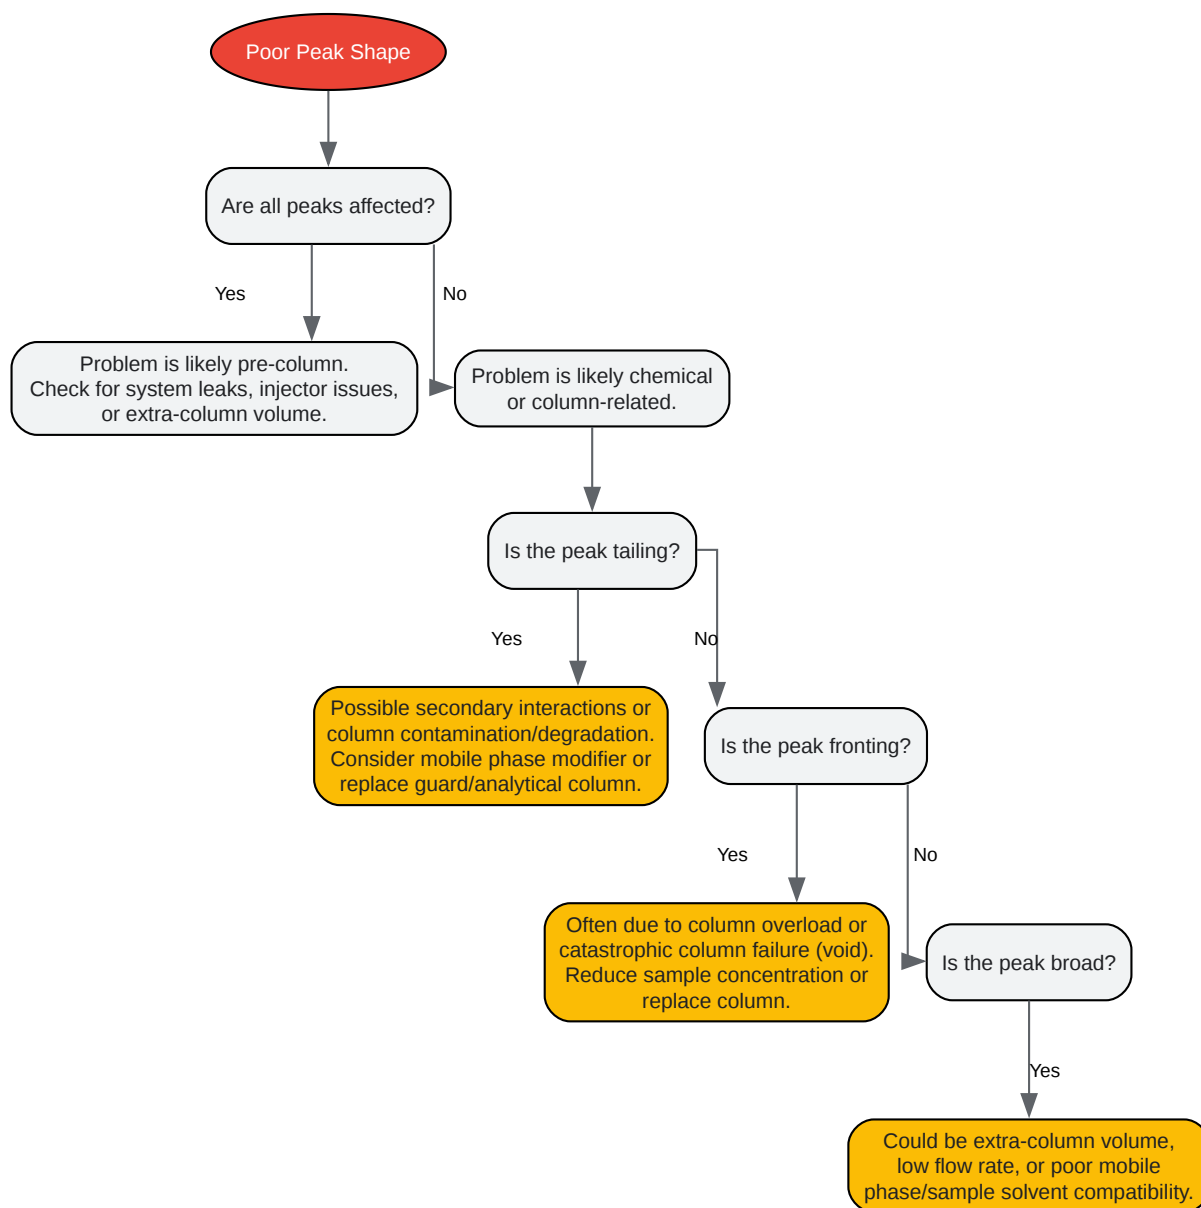 Poor Peak Shape
Are all peaks affected?
Yes
No
Problem is likely pre-column.
Check for system leaks, injector issues,
or extra-column volume.
Problem is likely chemical
or column-related.
Is the peak tailing?
Yes
No
Possible secondary interactions or
column contamination/degradation.
Consider mobile phase modifier or
replace guard/analytical column.
Is the peak fronting?
Yes
No
Often due to column overload or
catastrophic column failure (void).
Reduce sample concentration or
replace column.
Is the peak broad?
Yes
Could be extra-column volume,
low flow rate, or poor mobile
phase/sample solvent compatibility.